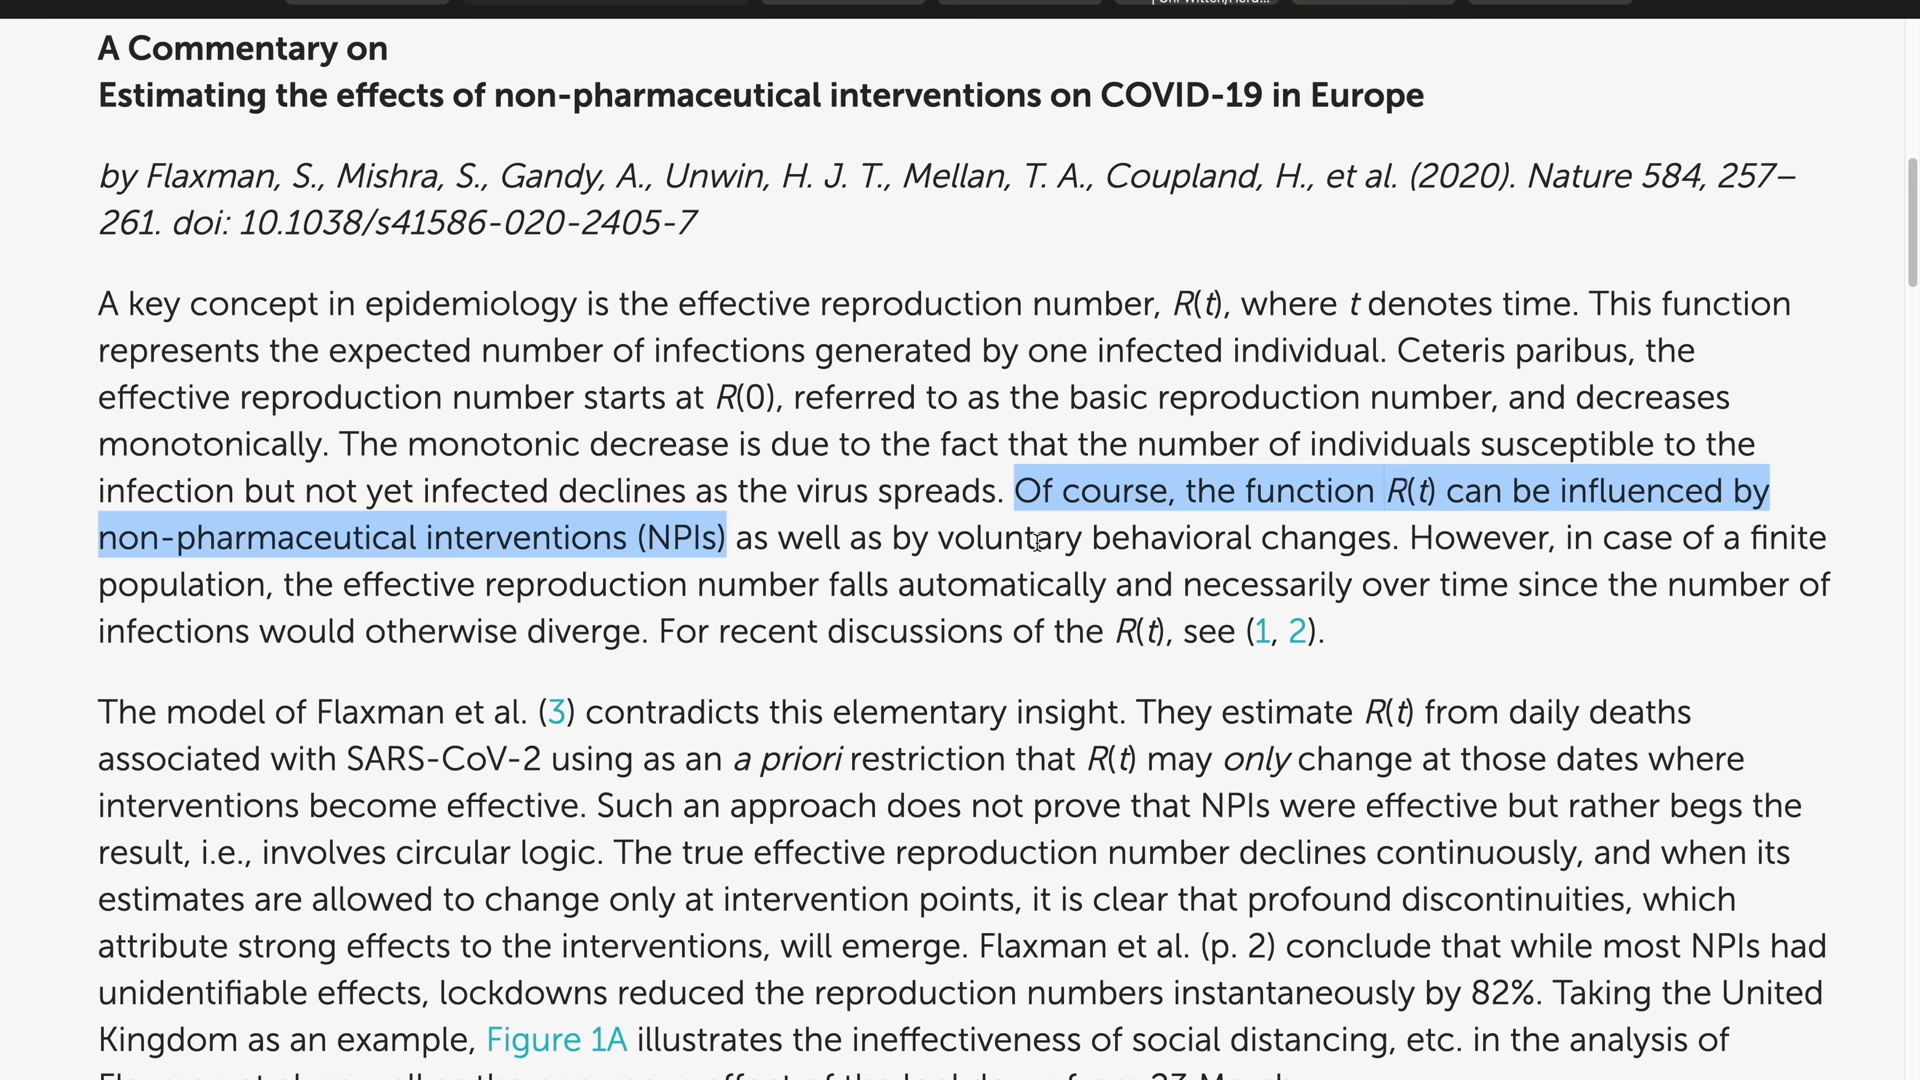 A Commentary on
Estimating the effects of non-pharmaceutical interventions on COVID-19 in Europe
by Flaxman, S., Mishra, S., Gandy, A., Unwin, H. J. T., Mellan, T. A., Coupland, H., et al. (2020). Nature 584, 257–
261. doi: 10.1038/s41586-020-2405-7
A key concept in epidemiology is the effective reproduction number, R(t), where t denotes time. This function
represents the expected number of infections generated by one infected individual. Ceteris paribus, the
effective reproduction number starts at R(0), referred to as the basic reproduction number, and decreases
monotonically. The monotonic decrease is due to the fact that the number of individuals susceptible to the
infection but not yet infected declines as the virus spreads. Of course, the function R(t) can be influenced by
non-pharmaceutical interventions (NPIs) as well as by voluntary behavioral changes. However, in case of a finite
population, the effective reproduction number falls automatically and necessarily over time since the number of
infections would otherwise diverge. For recent discussions of the R(t), see (1, 2).
The model of Flaxman et al. (3) contradicts this elementary insight. They estimate R(t) from daily deaths
associated with SARS-CoV-2 using as an a priori restriction that R(t) may only change at those dates where
interventions become effective. Such an approach does not prove that NPIs were effective but rather begs the
result, i.e., involves circular logic. The true effective reproduction number declines continuously, and when its
estimates are allowed to change only at intervention points, it is clear that profound discontinuities, which
attribute strong effects to the interventions, will emerge. Flaxman et al. (p. 2) conclude that while most NPIs had
unidentifiable effects, lockdowns reduced the reproduction numbers instantaneously by 82%. Taking the United
Kingdom as an example, Figure 1A illustrates the ineffectiveness of social distancing, etc. in the analysis of